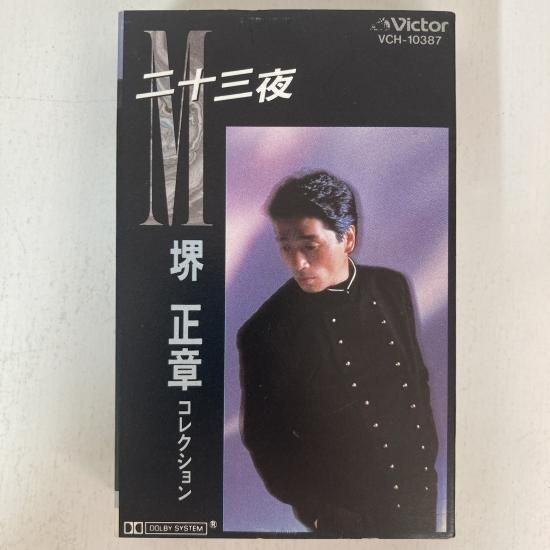 Victor
VCH-10387
M
二十三夜
堺 正章
コレクション
DOLBY SYSTEM ®